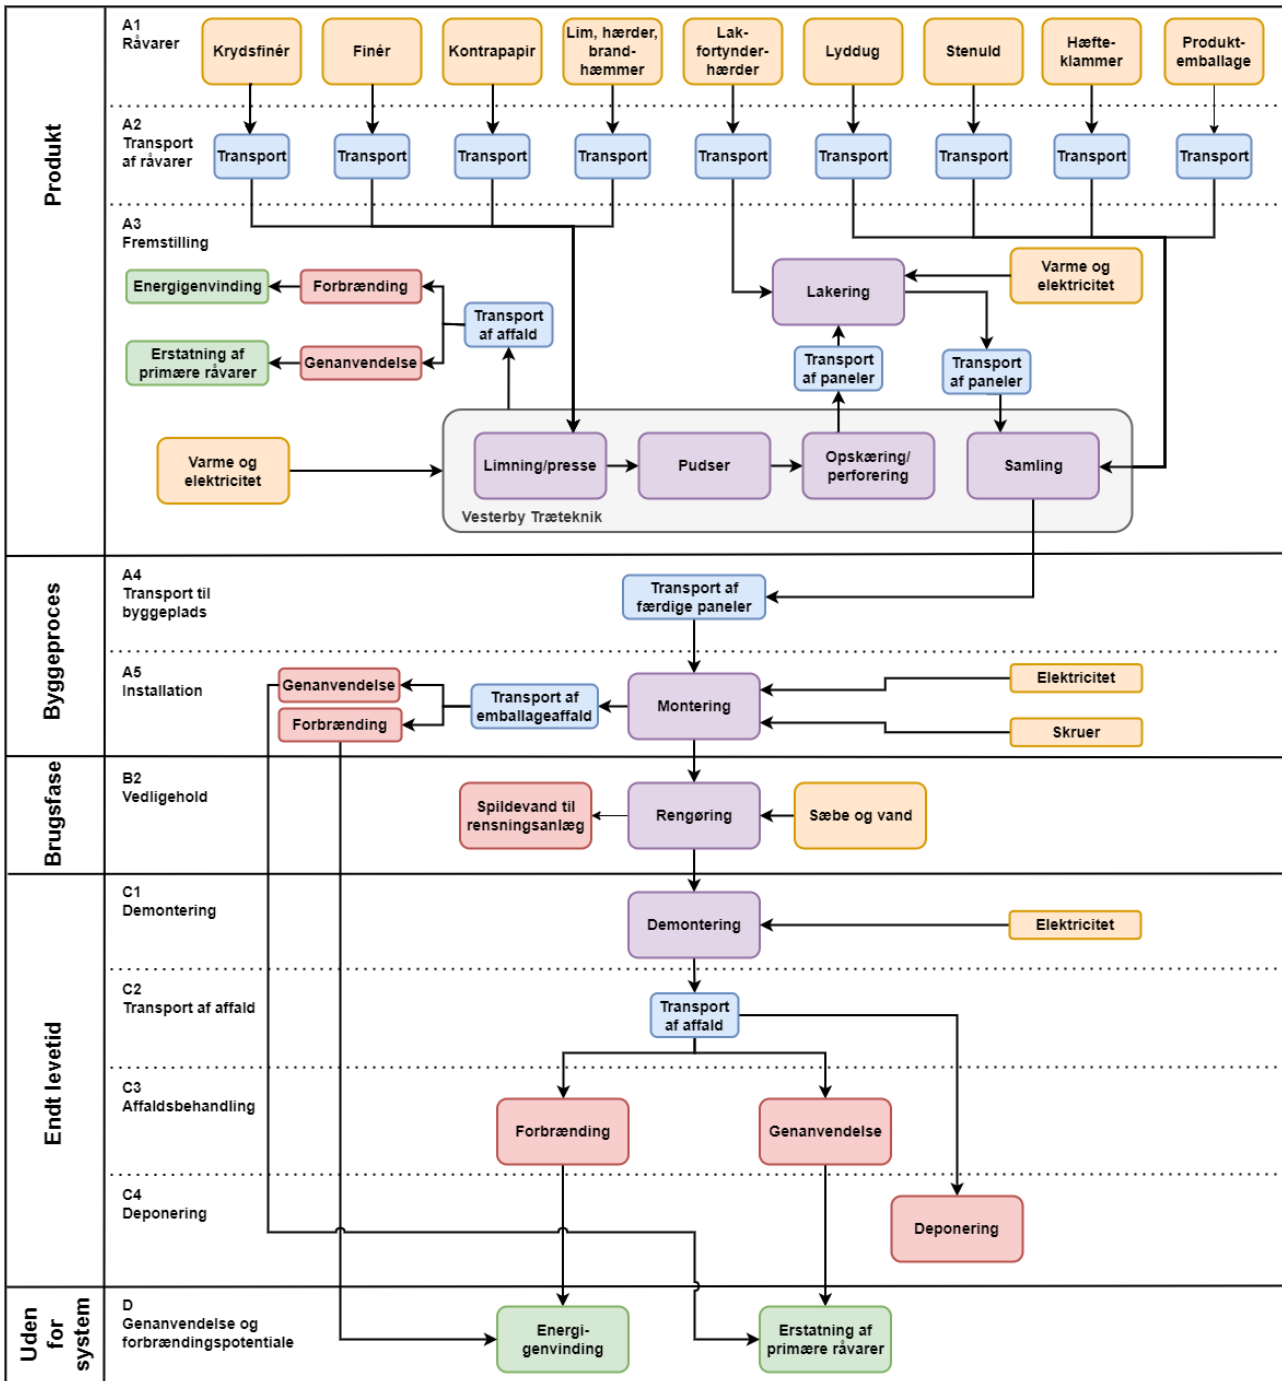 Produkt
A1
Råvarer
Krydsfinér
Finér
Kontrapapir
Lim, hærder,
brand-
hæmmer
Lak-
fortynder-
hærder
Lyddug
Stenuld
Hæfte-
klammer
Produkt-
emballage
A2
Transport
af råvarer
Transport
Transport
Transport
Transport
Transport
Transport
Transport
Transport
Transport
A3
Fremstilling
Energigenvinding
Forbrænding
Transport
af affald
Erstatning af
primære råvarer
Genanvendelse
Lakering
Varme og
elektricitet
Transport
af paneler
Transport
af paneler
Varme og
elektricitet
Limning/presse
Pudser
Opskæring/
perforering
Samling
Vesterby Træteknik
Byggeproces
A4
Transport til
byggeplads
Transport af
færdige paneler
A5
Installation
Genanvendelse
Forbrænding
Transport af
emballageaffald
Montering
Elektricitet
Skruer
Brugsfase
B2
Vedligehold
Spildevand til
rensningsanlæg
Rengøring
Sæbe og vand
Endt levetid
C1
Demontering
Demontering
Elektricitet
C2
Transport af affald
Transport
af affald
C3
Affaldsbehandling
Forbrænding
Genanvendelse
C4
Deponering
Deponering
Uden
for
system
D
Genanvendelse og
forbrændingspotentiale
Energi-
genvinding
Erstatning af
primære råvarer